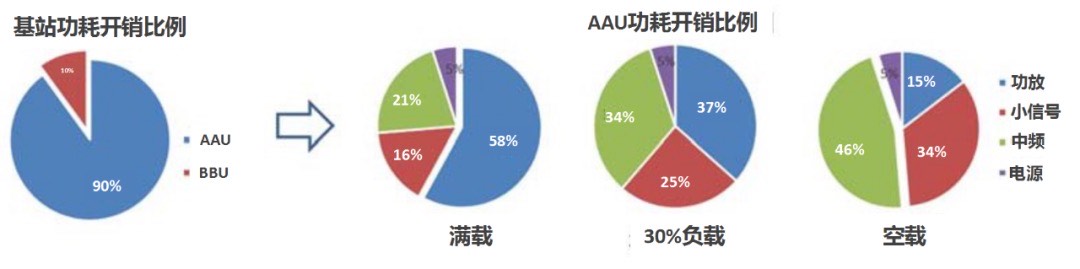 基站功耗开销比例
AAU功耗开销比例
10%
90%
AAU
BBU
5%
21%
16%
58%
满载
5%
34%
37%
25%
30%负载
5%
15%
46%
34%
空载
功放
小信号
中频
电源